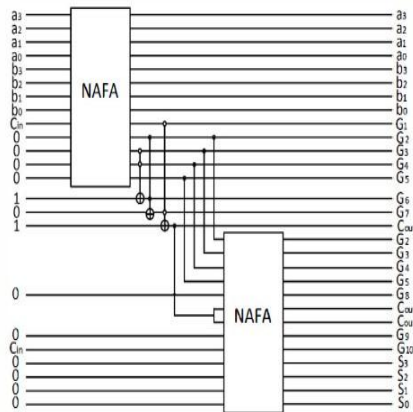 a3 a3
a2 a2
a1 a1
a0 a0
b3 b3
b2 b2
b1 b1
b0 b0
NAFA
Cin G1
0 G2
0 G3
0 G4
0 G5
1 G6
0 G7
1 Cou
G2
G3
G4
G5
0 G8
NAFA
Cou
Cou
0 G9
Cin G10
0 S3
0 S2
0 S1
0 S0